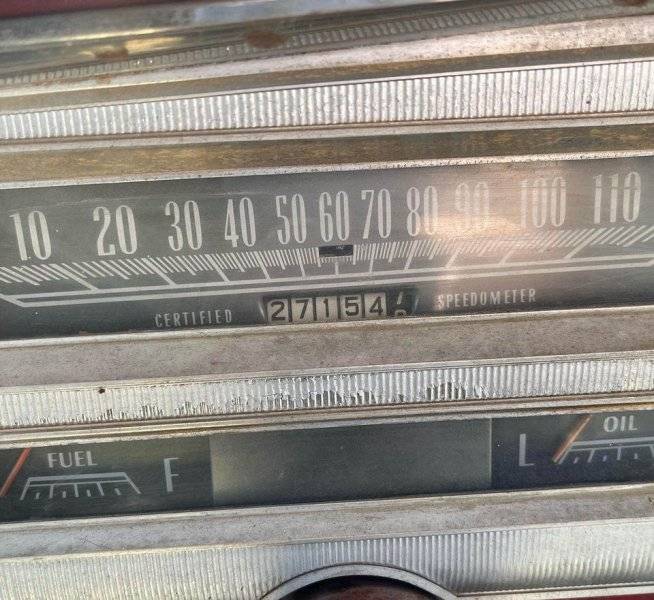 10 20 30 40 50 60 70 80 90 100 110
CERTIFIED 27154 SPEEDOMETER
FUEL F L OIL